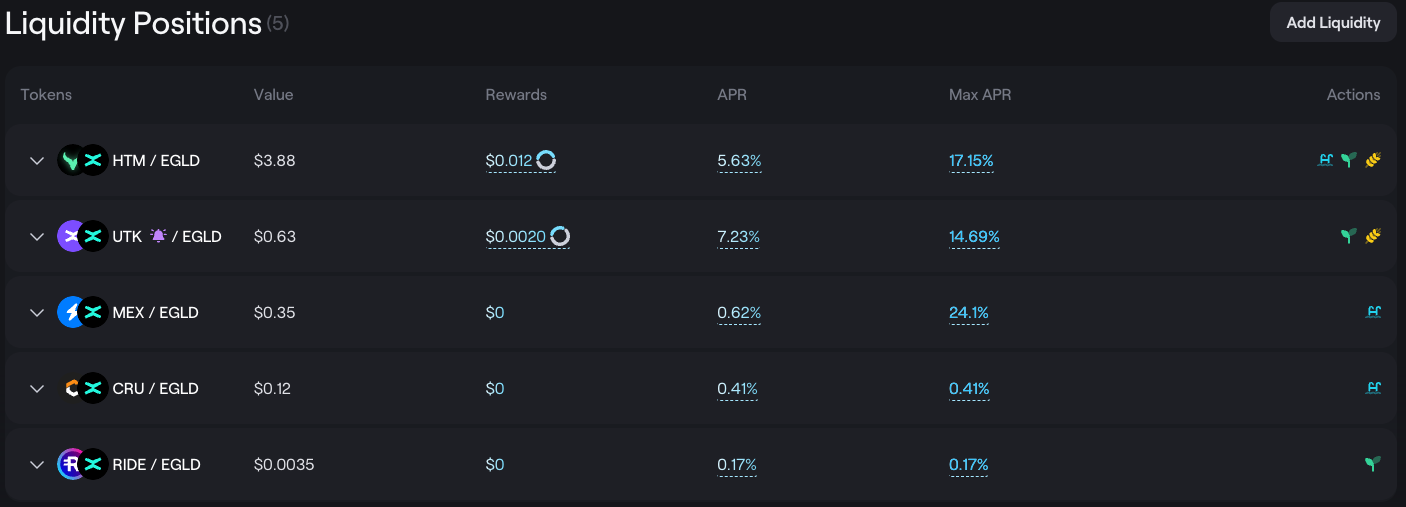 Liquidity Positions (5) Add Liquidity
Tokens Value Rewards APR Max APR Actions
HTM / EGLD $3.88 $0.012 5.63% 17.15%
UTK / EGLD $0.63 $0.0020 7.23% 14.69%
MEX / EGLD $0.35 $0 0.62% 24.1%
CRU / EGLD $0.12 $0 0.41% 0.41%
RIDE / EGLD $0.0035 $0 0.17% 0.17%